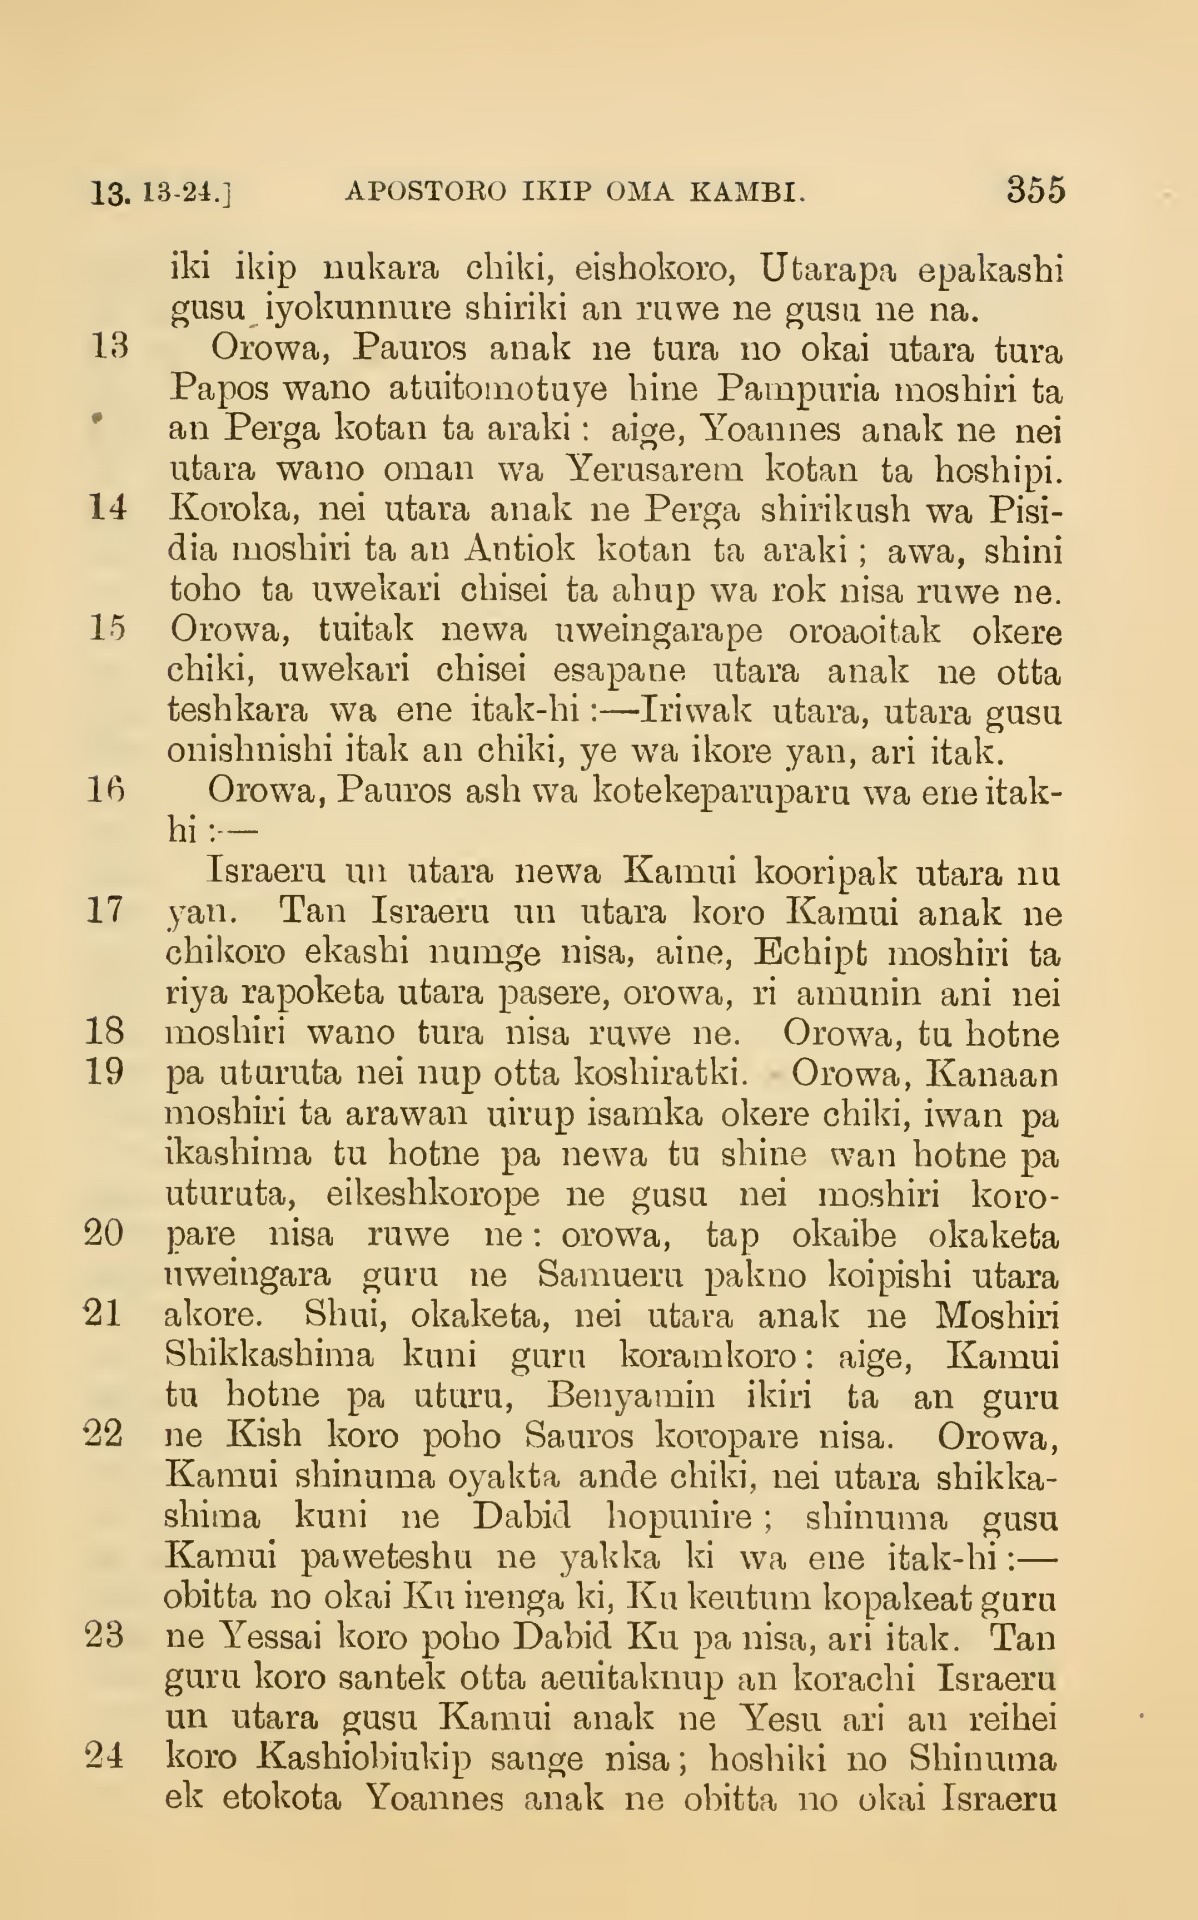 13. 13-24.] APOSTORO IKIP OMA KAMBI. 355
iki ikip nukara chiki, eishokoro, Utarapa epakashi
gusu iyokunnure shiriki an ruwe ne gusu ne na.
13 Orowa, Pauros anak ne tura no okai utara tura
Papos wano atuitomotuye hine Pampuria moshiri ta
an Perga kotan ta araki : aige, Yoannes anak ne nei
utara wano oman wa Yerusarem kotan ta hoshipi.
14 Koroka, nei utara anak ne Perga shirikush wa Pisi-
dia moshiri ta an Antiok kotan ta araki ; awa, shini
toho ta uwekari chisei ta ahup wa rok nisa ruwe ne.
15 Orowa, tuitak newa uweingarape oroaoitak okere
chiki, uwekari chisei esapane utara anak ne otta
teshkara wa ene itak-hi :—Iriwak utara, utara gusu
onishnishi itak an chiki, ye wa ikore yan, ari itak.
16 Orowa, Pauros ash wa kotekeparuparu wa ene itak-
hi :—
Israeru un utara newa Kamui kooripak utara nu
17 yan. Tan Israeru un utara koro Kamui anak ne
chikoro ekashi numge nisa, aine, Echipt moshiri ta
riya rapoketa utara pasere, orowa, ri amunin ani nei
18 moshiri wano tura nisa ruwe ne. Orowa, tu hotne
19 pa uturuta nei nup otta koshiratki. Orowa, Kanaan
moshiri ta arawan uirup isamka okere chiki, iwan pa
ikashima tu hotne pa newa tu shine wan hotne pa
uturuta, eikeshkorope ne gusu nei moshiri koro-
20 pare nisa ruwe ne : orowa, tap okaibe okaketa
uweingara guru ne Samueru pakno koipishi utara
21 akore. Shui, okaketa, nei utara anak ne Moshiri
Shikkashima kuni guru koramkoro : aige, Kamui
tu hotne pa uturu, Benyamin ikiri ta an guru
22 ne Kish koro poho Sauros koropare nisa. Orowa,
Kamui shinuma oyakta ande chiki, nei utara shikka-
shima kuni ne Dabid hopunire ; shinuma gusu
Kamui paweteshu ne yakka ki wa ene itak-hi :—
obitta no okai Ku irenga ki, Ku keutum kopakeat guru
23 ne Yessai koro poho Dabid Ku pa nisa, ari itak. Tan
guru koro santek otta aeuitaknup an korachi Israeru
un utara gusu Kamui anak ne Yesu ari an reihei
24 koro Kashiobiukip sange nisa ; hoshiki no Shinuma
ek etokota Yoannes anak ne obitta no okai Israeru